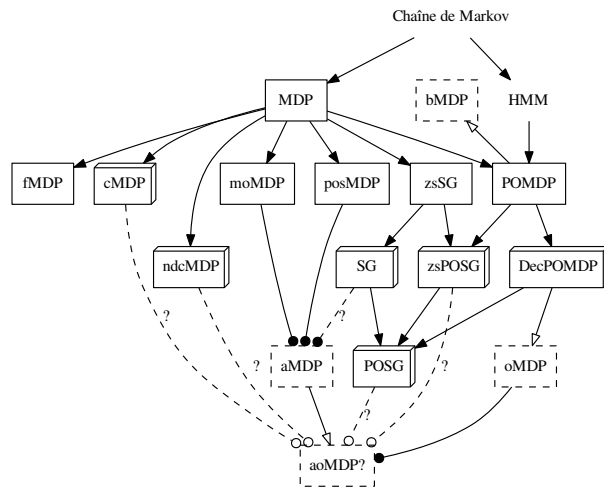 Chaîne de Markov
MDP
bMDP
HMM
fMDP
cMDP
moMDP
posMDP
zsSG
POMDP
ndcMDP
SG
zsPOSG
DecPOMDP
?
?
?
aMDP
POSG
?
oMDP
?
aoMDP?